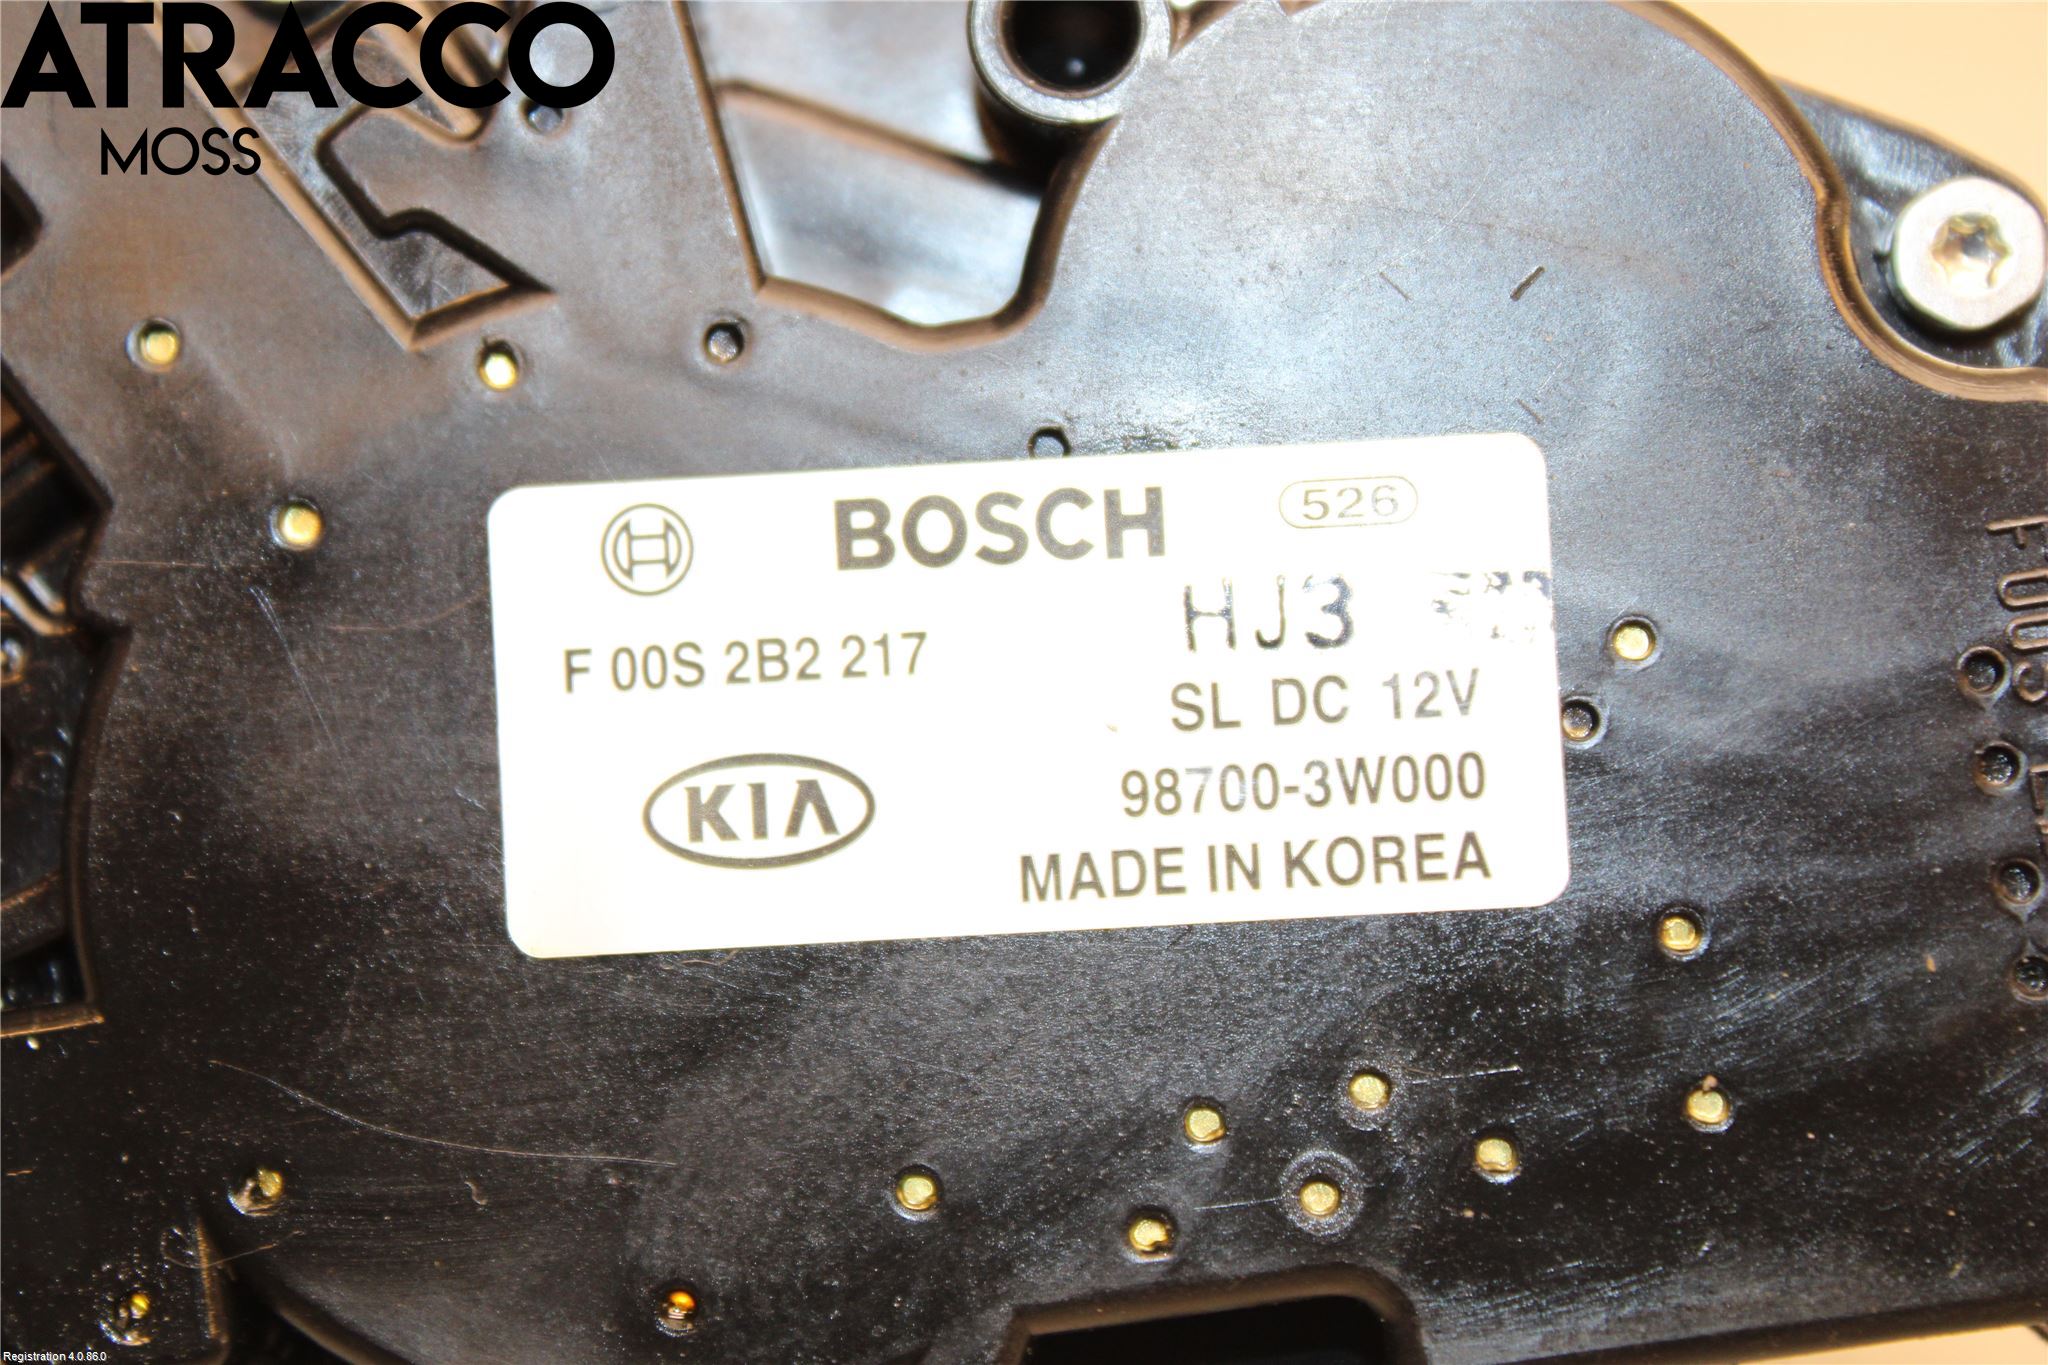 ATRACCO
MOSS
BOSCH 526
HJ3
F 00S 2B2 217
SL DC 12V
KIA
98700-3W000
MADE IN KOREA
Registration 4.0.86.0